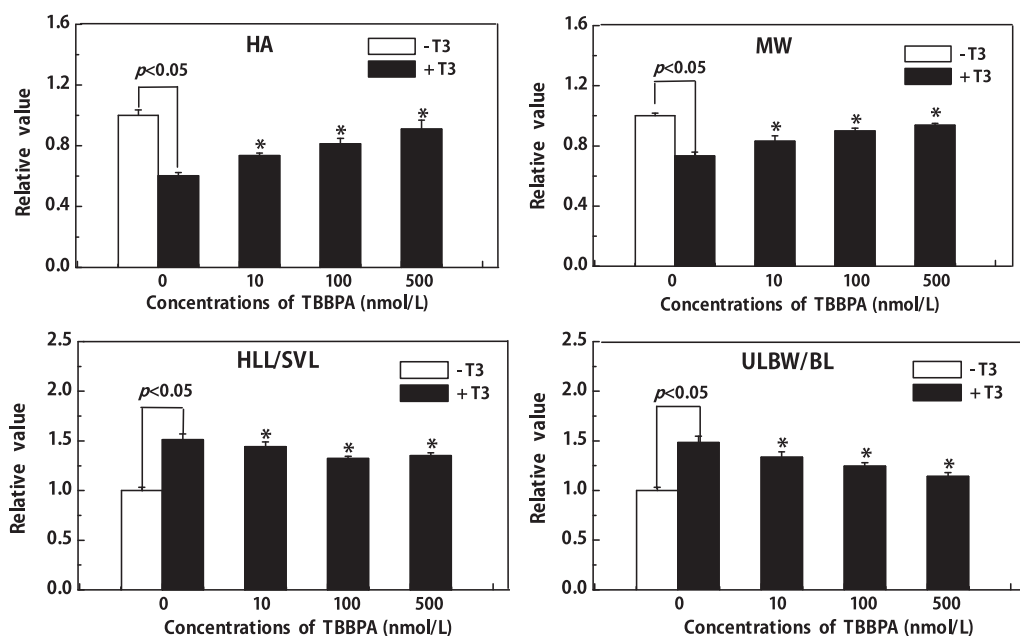 HA
- T3
+ T3
p<0.05
* * *
Relative value
1.6
1.2
0.8
0.4
0.0
0 10 100 500
Concentrations of TBBPA (nmol/L)
MW
- T3
+ T3
p<0.05
* * *
Relative value
1.6
1.2
0.8
0.4
0.0
0 10 100 500
Concentrations of TBBPA (nmol/L)
HLL/SVL
- T3
+ T3
p<0.05
* * *
Relative value
2.5
2.0
1.5
1.0
0.5
0.0
0 10 100 500
Concentrations of TBBPA (nmol/L)
ULBW/BL
- T3
+ T3
p<0.05
* * *
Relative value
2.5
2.0
1.5
1.0
0.5
0.0
0 10 100 500
Concentrations of TBBPA (nmol/L)